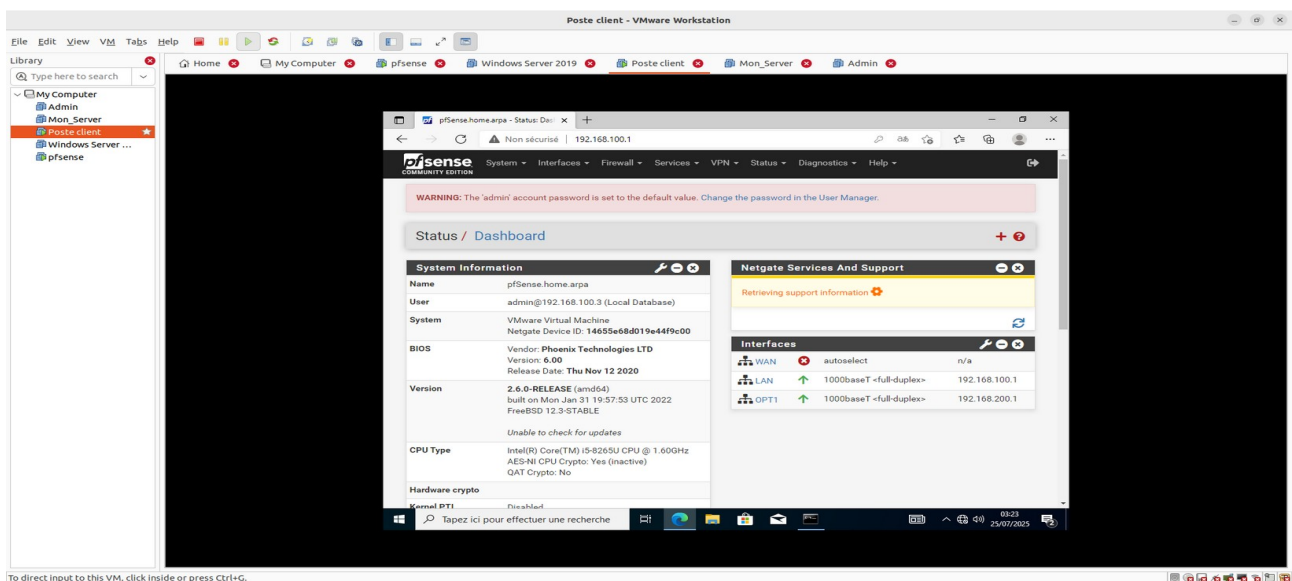 Poste client - VMware Workstation
File Edit View VM Tabs Help
Library
Type here to search
My Computer
Admin
Mon_Server
Poste client
Windows Server ...
pfsense
Home My Computer pfsense Windows Server 2019 Poste client Mon_Server Admin
pfSense.home.arpa - Status: Das
Non sécurisé 192.168.100.1
pfsense COMMUNITY EDITION
System Interfaces Firewall Services VPN Status Diagnostics Help
WARNING: The 'admin' account password is set to the default value. Change the password in the User Manager.
Status / Dashboard
System Information
Name pfSense.home.arpa
User admin@192.168.100.3 (Local Database)
System VMware Virtual Machine
Netgate Device ID: 14655e68d019e44f9c00
BIOS Vendor: Phoenix Technologies LTD
Version: 6.00
Release Date: Thu Nov 12 2020
Version 2.6.0-RELEASE (amd64)
built on Mon Jan 31 19:57:53 UTC 2022
FreeBSD 12.3-STABLE
Unable to check for updates
CPU Type Intel(R) Core(TM) i5-8265U CPU @ 1.60GHz
AES-NI CPU Crypto: Yes (inactive)
QAT Crypto: No
Hardware crypto
Kernel PTI Disabled
Netgate Services And Support
Retrieving support information
Interfaces
WAN autoselect n/a
LAN 1000baseT <full-duplex> 192.168.100.1
OPT1 1000baseT <full-duplex> 192.168.200.1
Tapez ici pour effectuer une recherche
03:23
25/07/2025
To direct input to this VM, click inside or press Ctrl+G.